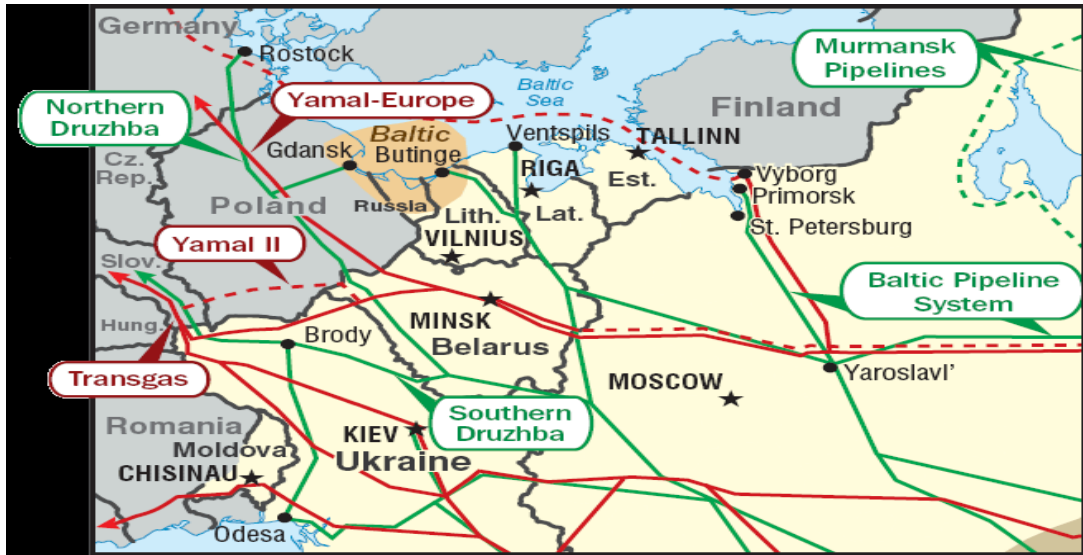 Germany
Rostock
Murmansk
Pipelines
Northern
Druzhba
Yamal-Europe
Baltic
Sea
Finland
Baltic
Ventspils
TALLINN
Gdansk
Butinge
Cz.
Rep.
RIGA
Est.
Vyborg
Primorsk
Russia
Lat.
Poland
Lith.
St. Petersburg
Yamal II
VILNIUS
Slov.
Baltic Pipeline
System
Hung.
Brody
MINSK
Belarus
Transgas
MOSCOW
Yaroslavl'
Southern
Druzhba
Romania
Moldova
KIEV
Ukraine
CHISINAU
Odesa